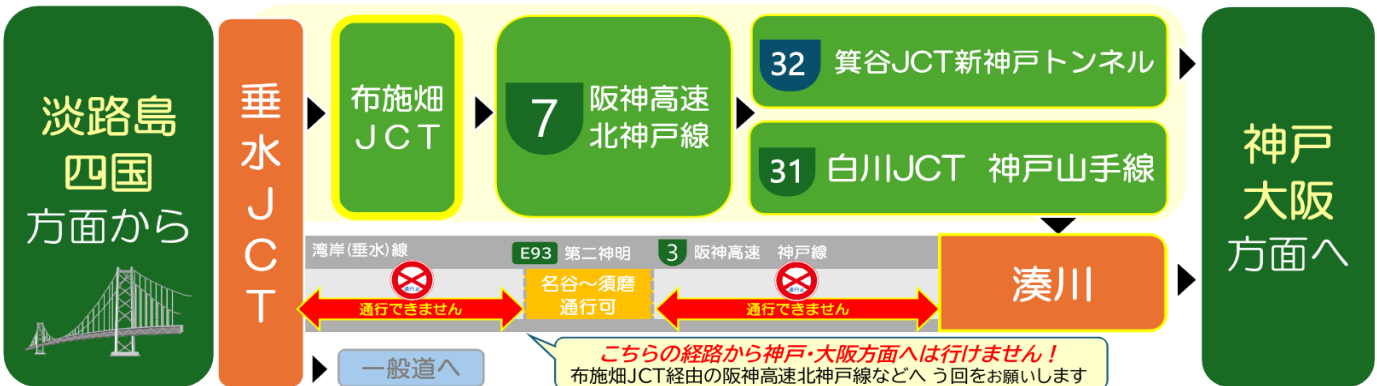 淡路島
四国
方面から
垂水JCT
布施畑
JCT
7 阪神高速
北神戸線
32 箕谷JCT新神戸トンネル
31 白川JCT 神戸山手線
神戸
大阪
方面へ
湾岸(垂水)線
E93 第二神明
3 阪神高速 神戸線
通行できません
名谷～須磨
通行可
通行できません
湊川
一般道へ
こちらの経路から神戸・大阪方面へは行けません！
布施畑JCT経由の阪神高速北神戸線などへ う回をお願いします